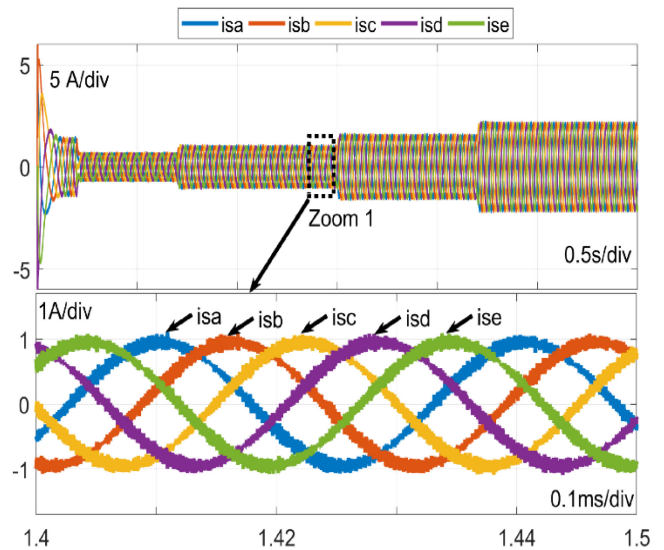 isa isb isc isd ise
5
5 A/div
0
Zoom 1
-5
0.5s/div
1A/div
isa isb isc isd ise
1
0
-1
0.1ms/div
1.4 1.42 1.44 1.5